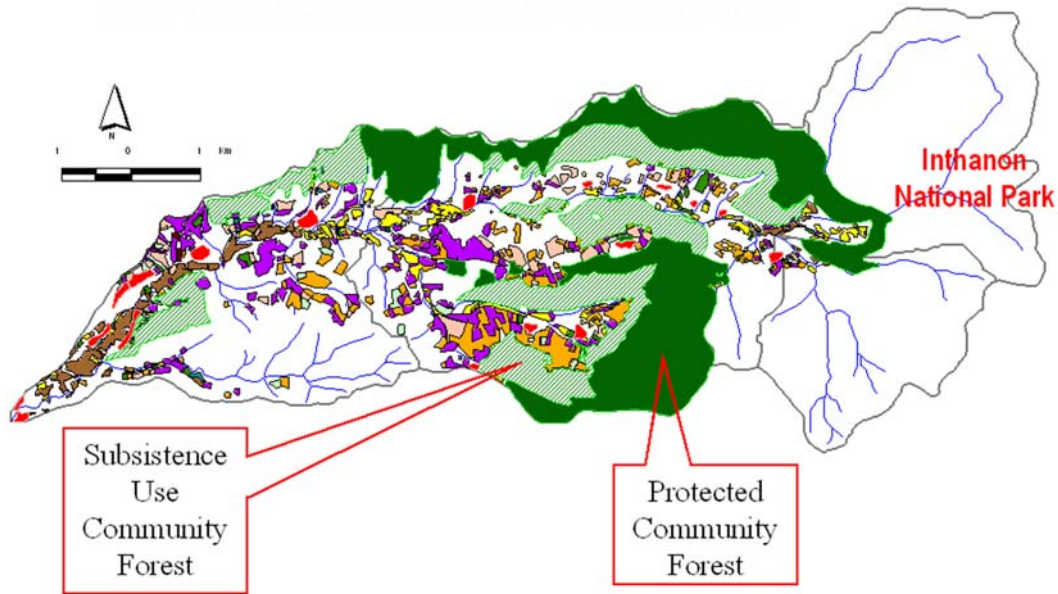 N
1 0 1 Km
Inthanon
National Park
Subsistence
Use
Community
Forest
Protected
Community
Forest